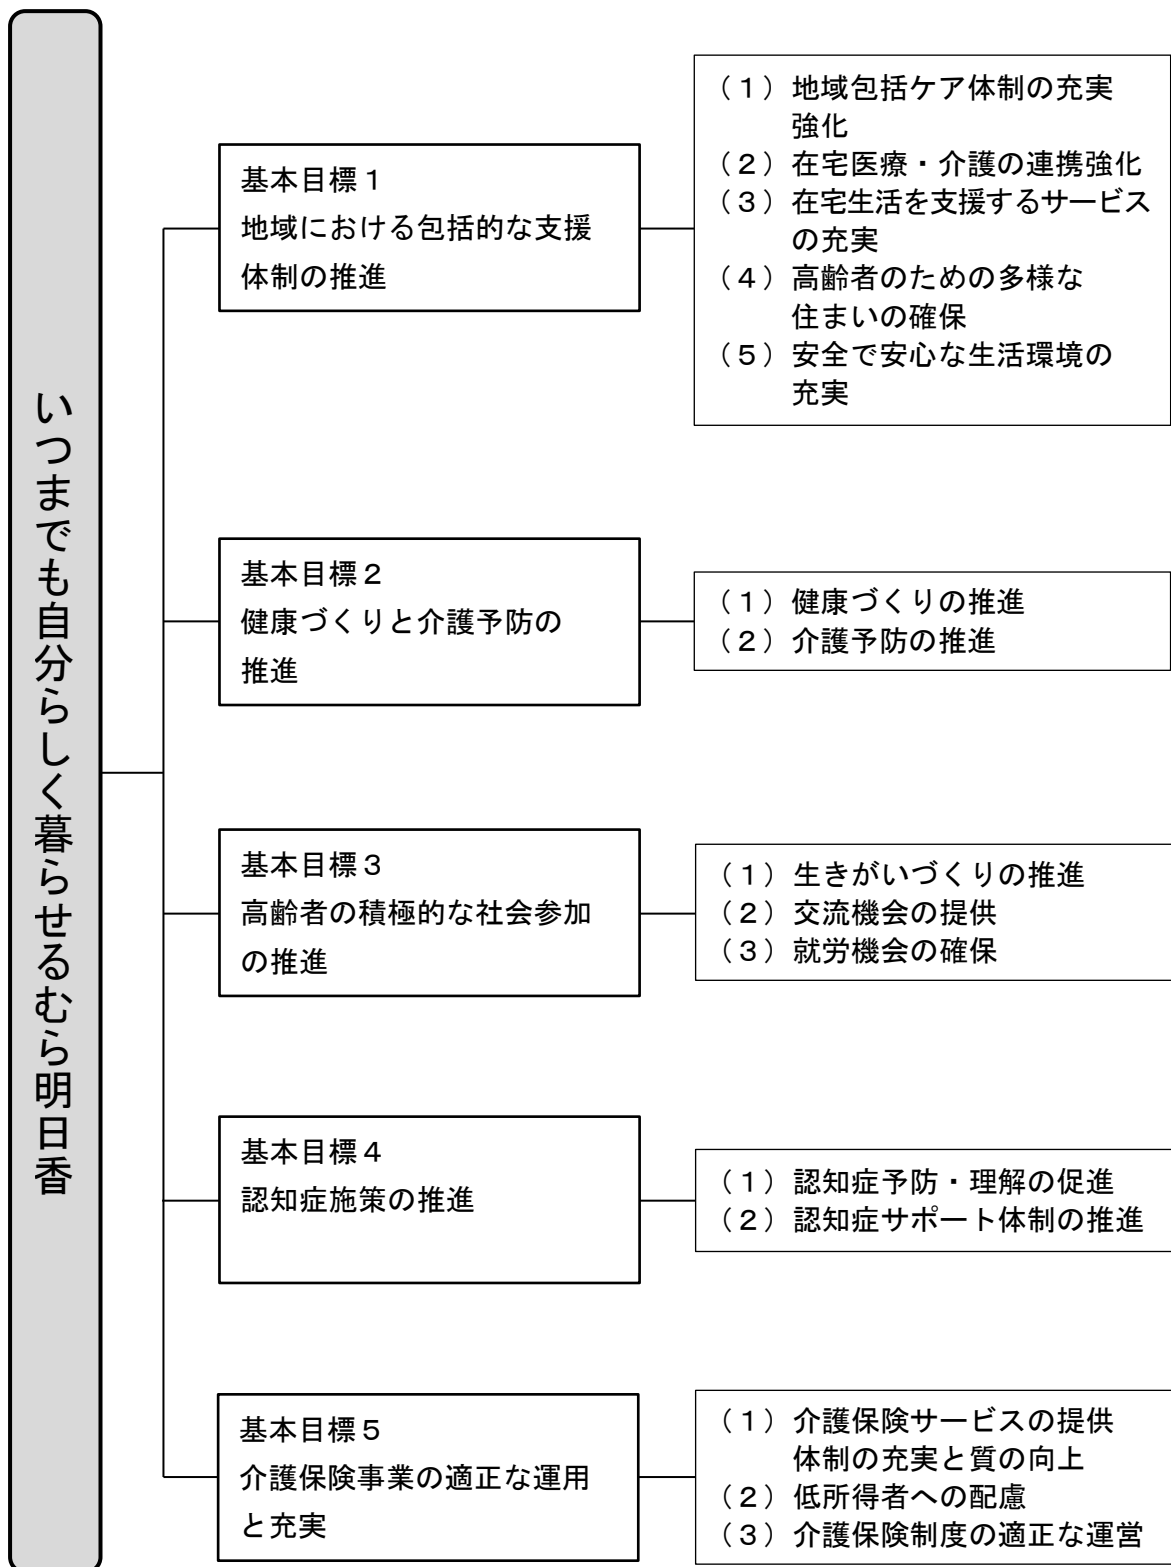 いつまでも自分らしく暮らせるむら明日香
基本目標１
地域における包括的な支援
体制の推進
（１）地域包括ケア体制の充実
強化
（２）在宅医療・介護の連携強化
（３）在宅生活を支援するサービス
の充実
（４）高齢者のための多様な
住まいの確保
（５）安全で安心な生活環境の
充実
基本目標２
健康づくりと介護予防の
推進
（１）健康づくりの推進
（２）介護予防の推進
基本目標３
高齢者の積極的な社会参加
の推進
（１）生きがいづくりの推進
（２）交流機会の提供
（３）就労機会の確保
基本目標４
認知症施策の推進
（１）認知症予防・理解の促進
（２）認知症サポート体制の推進
基本目標５
介護保険事業の適正な運用
と充実
（１）介護保険サービスの提供
体制の充実と質の向上
（２）低所得者への配慮
（３）介護保険制度の適正な運営